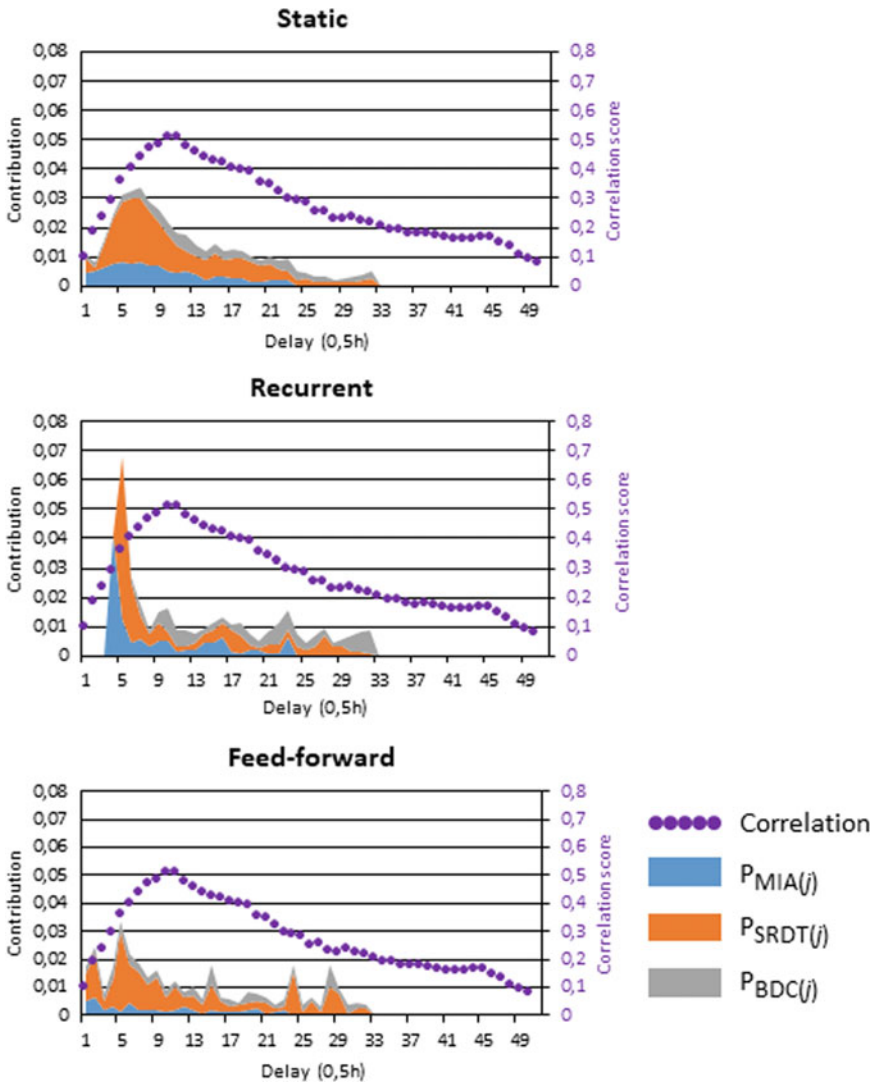 Static
0,08 0,8
0,07 0,7
0,06 0,6
0,05 0,5
0,04 0,4
0,03 0,3
0,02 0,2
0,01 0,1
0 0
Contribution
Correlation score
1 5 9 13 17 21 25 29 33 37 41 45 49
Delay (0,5h)
Recurrent
0,08 0,8
0,07 0,7
0,06 0,6
0,05 0,5
0,04 0,4
0,03 0,3
0,02 0,2
0,01 0,1
0 0
Contribution
Correlation score
1 5 9 13 17 21 25 29 33 37 41 45 49
Delay (0,5h)
Feed-forward
0,08 0,8
0,07 0,7
0,06 0,6
0,05 0,5
0,04 0,4
0,03 0,3
0,02 0,2
0,01 0,1
0 0
Contribution
Correlation score
1 5 9 13 17 21 25 29 33 37 41 45 49
Delay (0,5h)
Correlation
PMIA(j)
PSRDT(j)
PBDC(j)